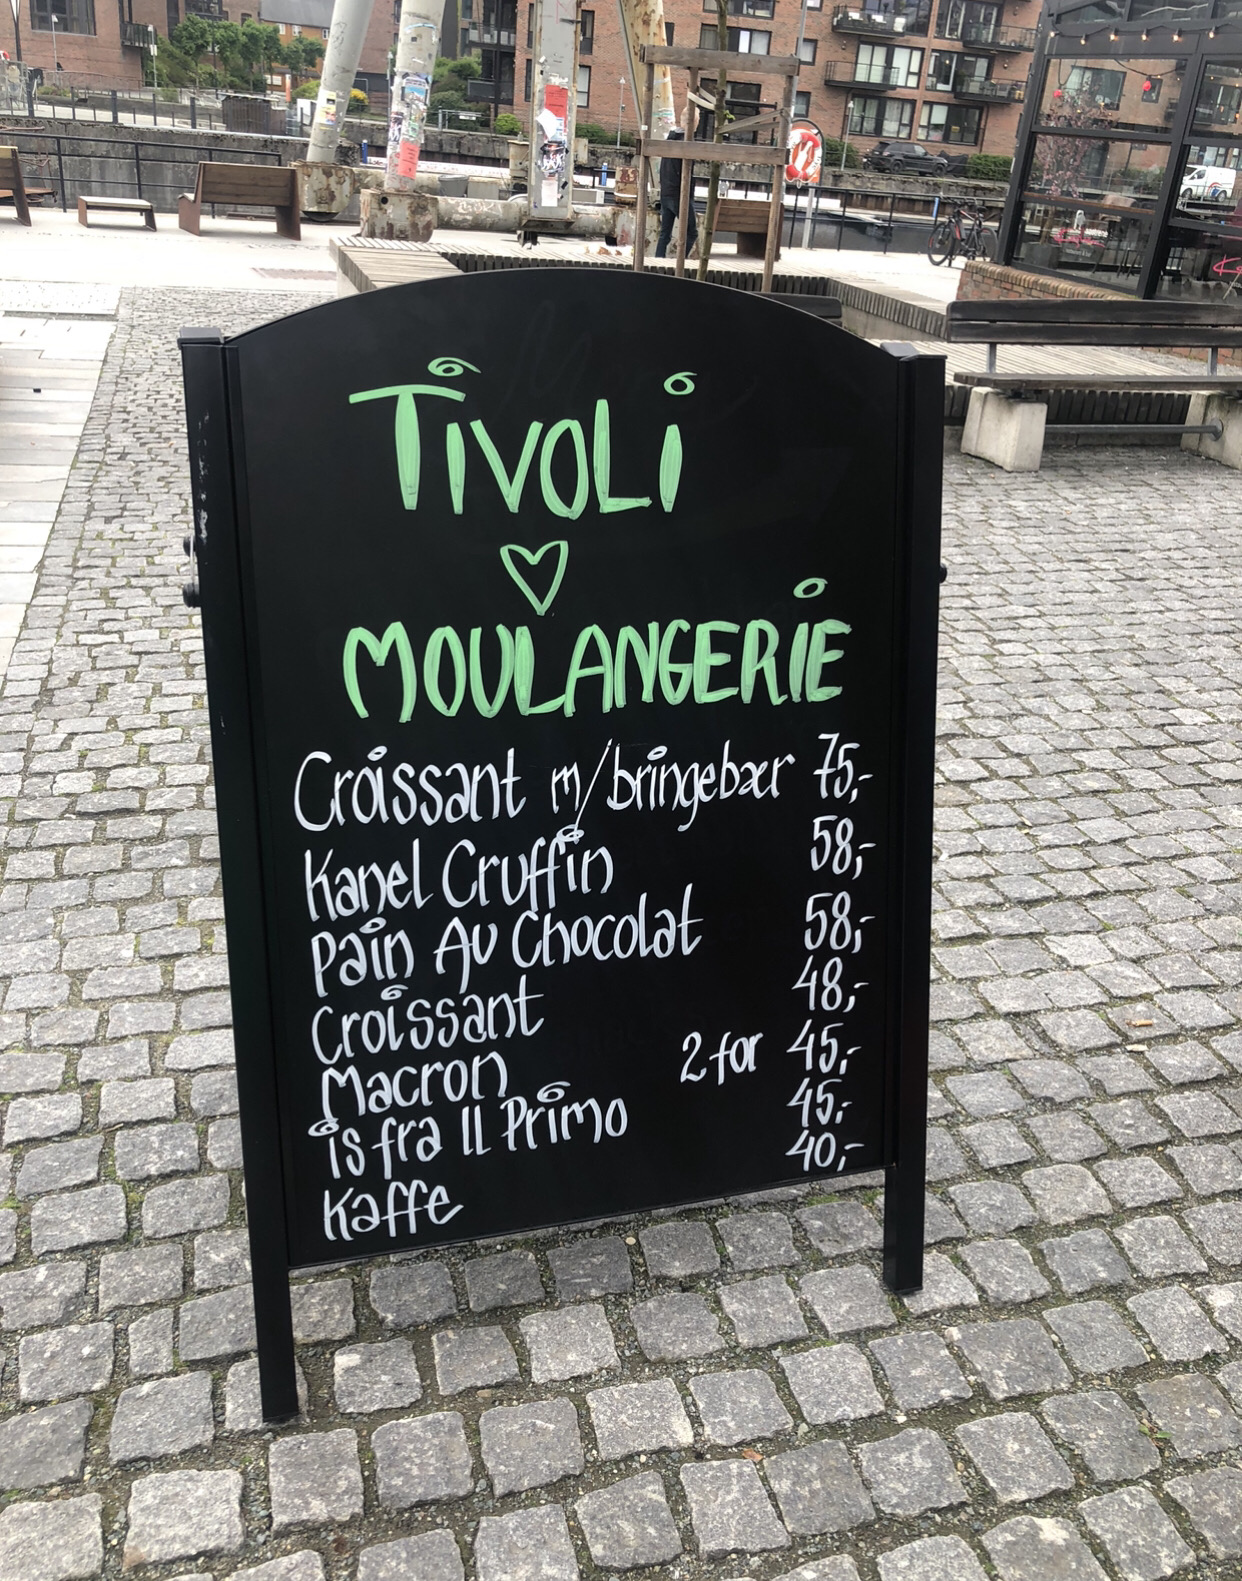 TiVOLi
MOULANGERiE
Croissant m/bringebær 75,-
Kanel Cruffin 58,-
Pain Au Chocolat 58,-
Croissant 48,-
Macron 2 for 45,-
is fra Il Primo 45,-
Kaffe 40,-